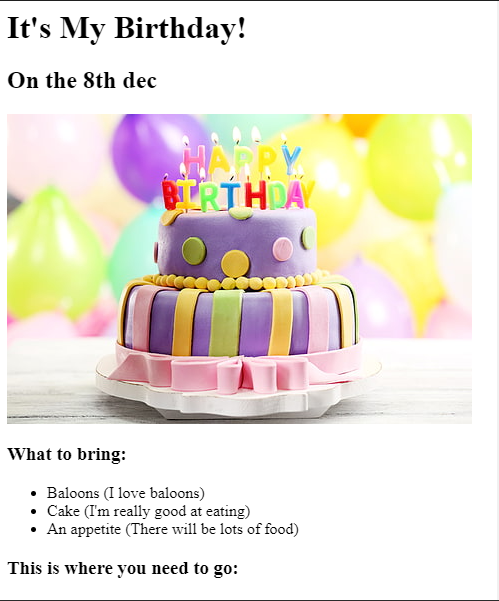 It's My Birthday!
On the 8th dec
HAPPY
BIRTHDAY
What to bring:
Baloons (I love baloons)
Cake (I'm really good at eating)
An appetite (There will be lots of food)
This is where you need to go: